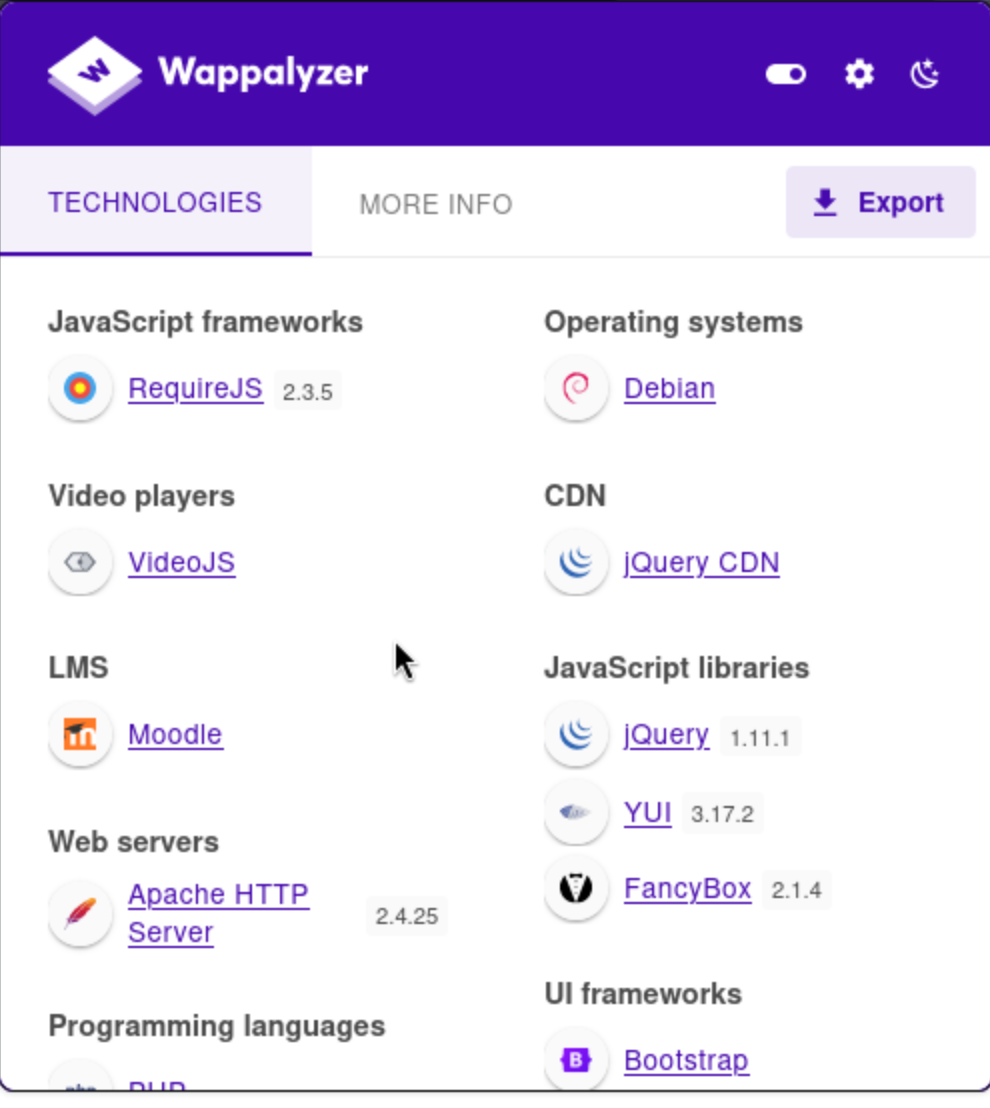 Wappalyzer
TECHNOLOGIES
MORE INFO
Export
JavaScript frameworks
RequireJS 2.3.5
Video players
VideoJS
LMS
Moodle
Web servers
Apache HTTP
Server 2.4.25
Programming languages
PHP
Operating systems
Debian
CDN
jQuery CDN
JavaScript libraries
jQuery 1.11.1
YUI 3.17.2
FancyBox 2.1.4
UI frameworks
Bootstrap